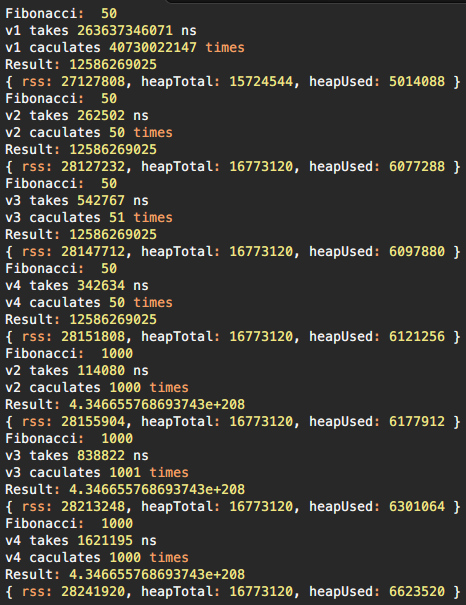 Fibonacci:  50
v1 takes 263637346071 ns
v1 caculates 40730022147 times
Result: 12586269025
{ rss: 27127808, heapTotal: 15724544, heapUsed: 5014088 }
Fibonacci:  50
v2 takes 262502 ns
v2 caculates 50 times
Result: 12586269025
{ rss: 28127232, heapTotal: 16773120, heapUsed: 6077288 }
Fibonacci:  50
v3 takes 542767 ns
v3 caculates 51 times
Result: 12586269025
{ rss: 28147712, heapTotal: 16773120, heapUsed: 6097880 }
Fibonacci:  50
v4 takes 342634 ns
v4 caculates 50 times
Result: 12586269025
{ rss: 28151808, heapTotal: 16773120, heapUsed: 6121256 }
Fibonacci:  1000
v2 takes 114080 ns
v2 caculates 1000 times
Result: 4.346655768693743e+208
{ rss: 28155904, heapTotal: 16773120, heapUsed: 6177912 }
Fibonacci:  1000
v3 takes 838822 ns
v3 caculates 1001 times
Result: 4.346655768693743e+208
{ rss: 28213248, heapTotal: 16773120, heapUsed: 6301064 }
Fibonacci:  1000
v4 takes 1621195 ns
v4 caculates 1000 times
Result: 4.346655768693743e+208
{ rss: 28241920, heapTotal: 16773120, heapUsed: 6623520 }